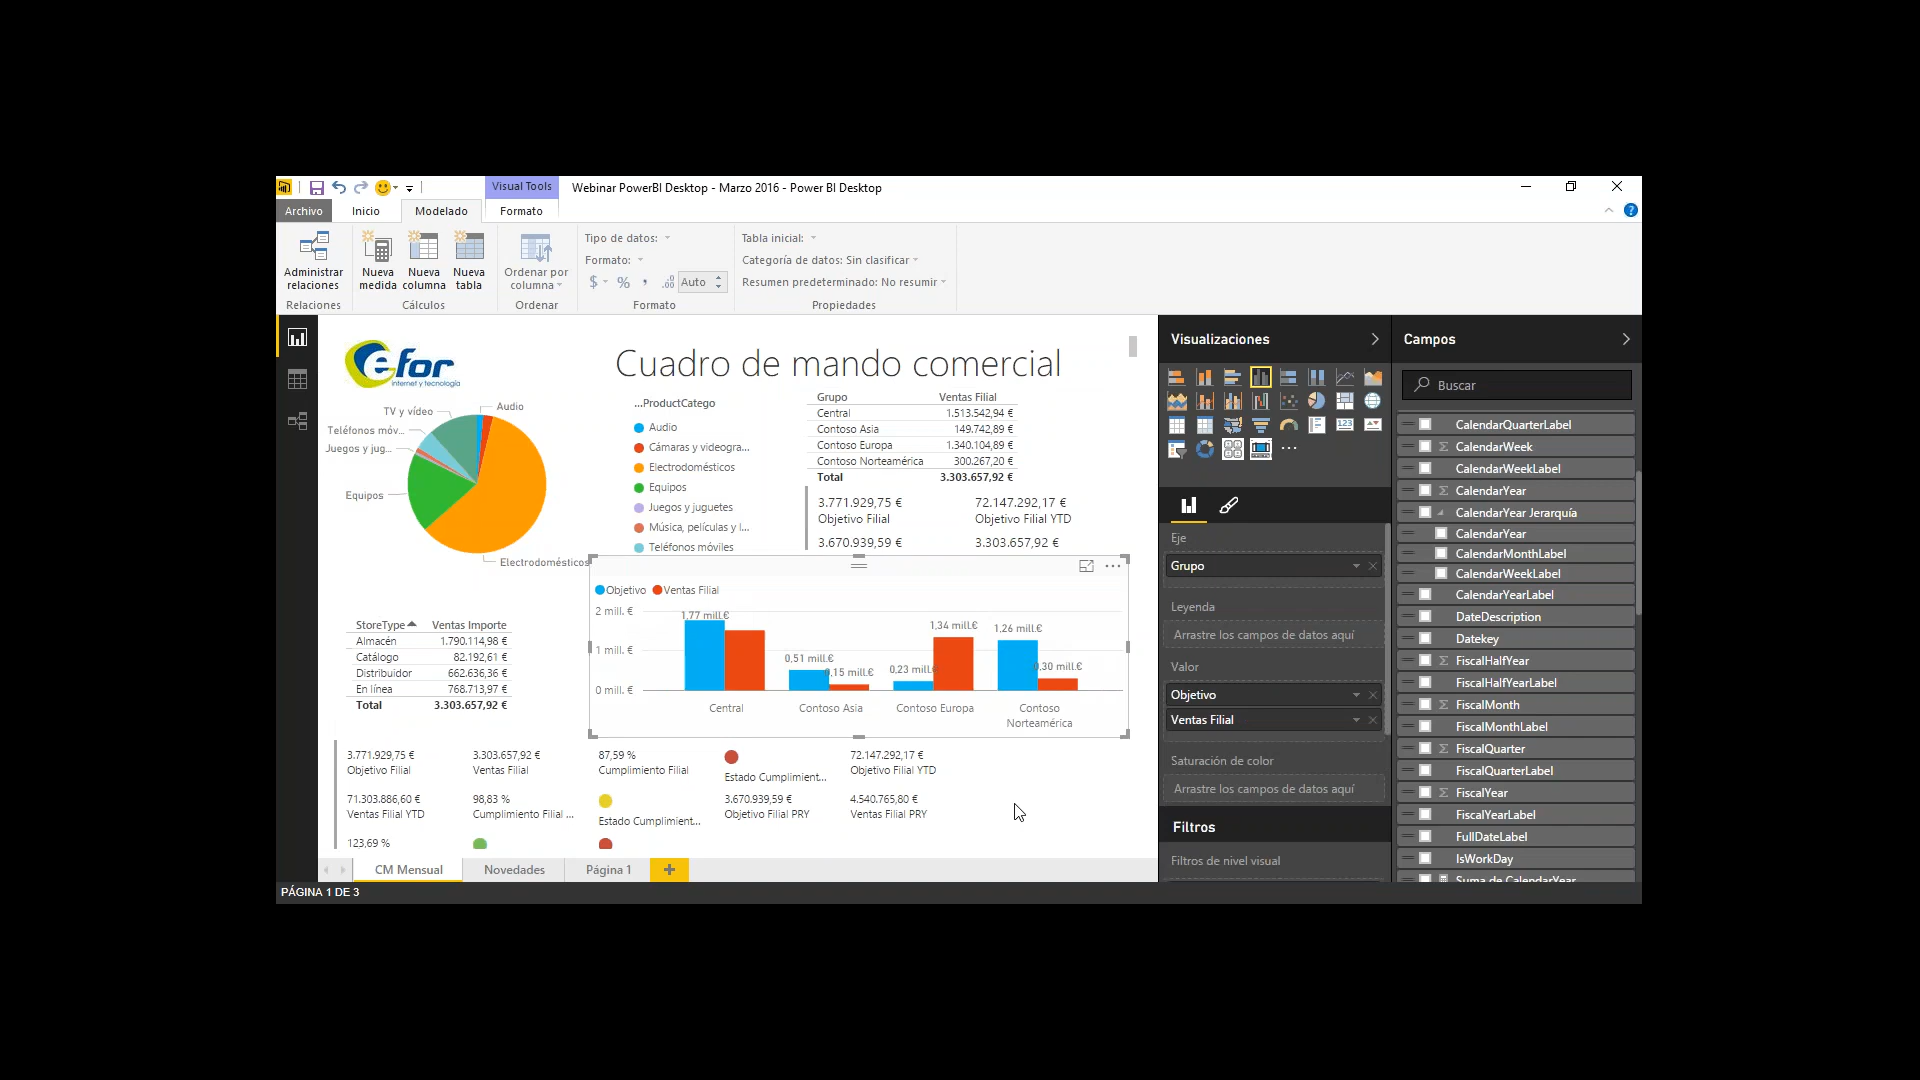 Visual Tools
Webinar PowerBI Desktop - Marzo 2016 - Power BI Desktop
Archivo Inicio Modelado Formato
Administrar relaciones
Nueva medida
Nueva columna
Nueva tabla
Ordenar por columna
Tipo de datos:
Formato:
$ % , .00 Auto
Tabla inicial:
Categoría de datos: Sin clasificar
Resumen predeterminado: No resumir
Relaciones Cálculos Ordenar Formato Propiedades
efor
internet y tecnología
Cuadro de mando comercial
TV y vídeo
Audio
Teléfonos móv...
Juegos y jug...
Equipos
Electrodomésticos
...ProductCatego
Audio
Cámaras y videogra...
Electrodomésticos
Equipos
Juegos y juguetes
Música, películas y l...
Teléfonos móviles
Grupo Ventas Filial
Central 1.513.542,94 €
Contoso Asia 149.742,89 €
Contoso Europa 1.340.104,89 €
Contoso Norteamérica 300.267,20 €
Total 3.303.657,92 €
3.771.929,75 € 72.147.292,17 €
Objetivo Filial Objetivo Filial YTD
3.670.939,59 € 3.303.657,92 €
Objetivo Ventas Filial
2 mill. €
1 mill. €
0 mill. €
1,77 mill.€
0,51 mill.€
0,15 mill.€
0,23 mill.€
1,34 mill.€
1,26 mill.€
0,30 mill.€
Central
Contoso Asia
Contoso Europa
Contoso
Norteamérica
StoreType Ventas Importe
Almacén 1.790.114,98 €
Catálogo 82.192,61 €
Distribuidor 662.636,36 €
En línea 768.713,97 €
Total 3.303.657,92 €
3.771.929,75 € 3.303.657,92 € 87,59 % 72.147.292,17 €
Objetivo Filial Ventas Filial Cumplimiento Filial Estado Cumplimient... Objetivo Filial YTD
71.303.886,60 € 98,83 % 3.670.939,59 € 4.540.765,80 €
Ventas Filial YTD Cumplimiento Filial ... Estado Cumplimient... Objetivo Filial PRY Ventas Filial PRY
123,69 %
CM Mensual Novedades Página 1
PÁGINA 1 DE 3
Visualizaciones
123
Eje
Grupo
Leyenda
Arrastre los campos de datos aquí
Valor
Objetivo
Ventas Filial
Saturación de color
Arrastre los campos de datos aquí
Filtros
Filtros de nivel visual
Campos
Buscar
CalendarQuarterLabel
CalendarWeek
CalendarWeekLabel
CalendarYear
CalendarYear Jerarquía
CalendarYear
CalendarMonthLabel
CalendarWeekLabel
CalendarYearLabel
DateDescription
Datekey
FiscalHalfYear
FiscalHalfYearLabel
FiscalMonth
FiscalMonthLabel
FiscalQuarter
FiscalQuarterLabel
FiscalYear
FiscalYearLabel
FullDateLabel
IsWorkDay
Suma de CalendarYear